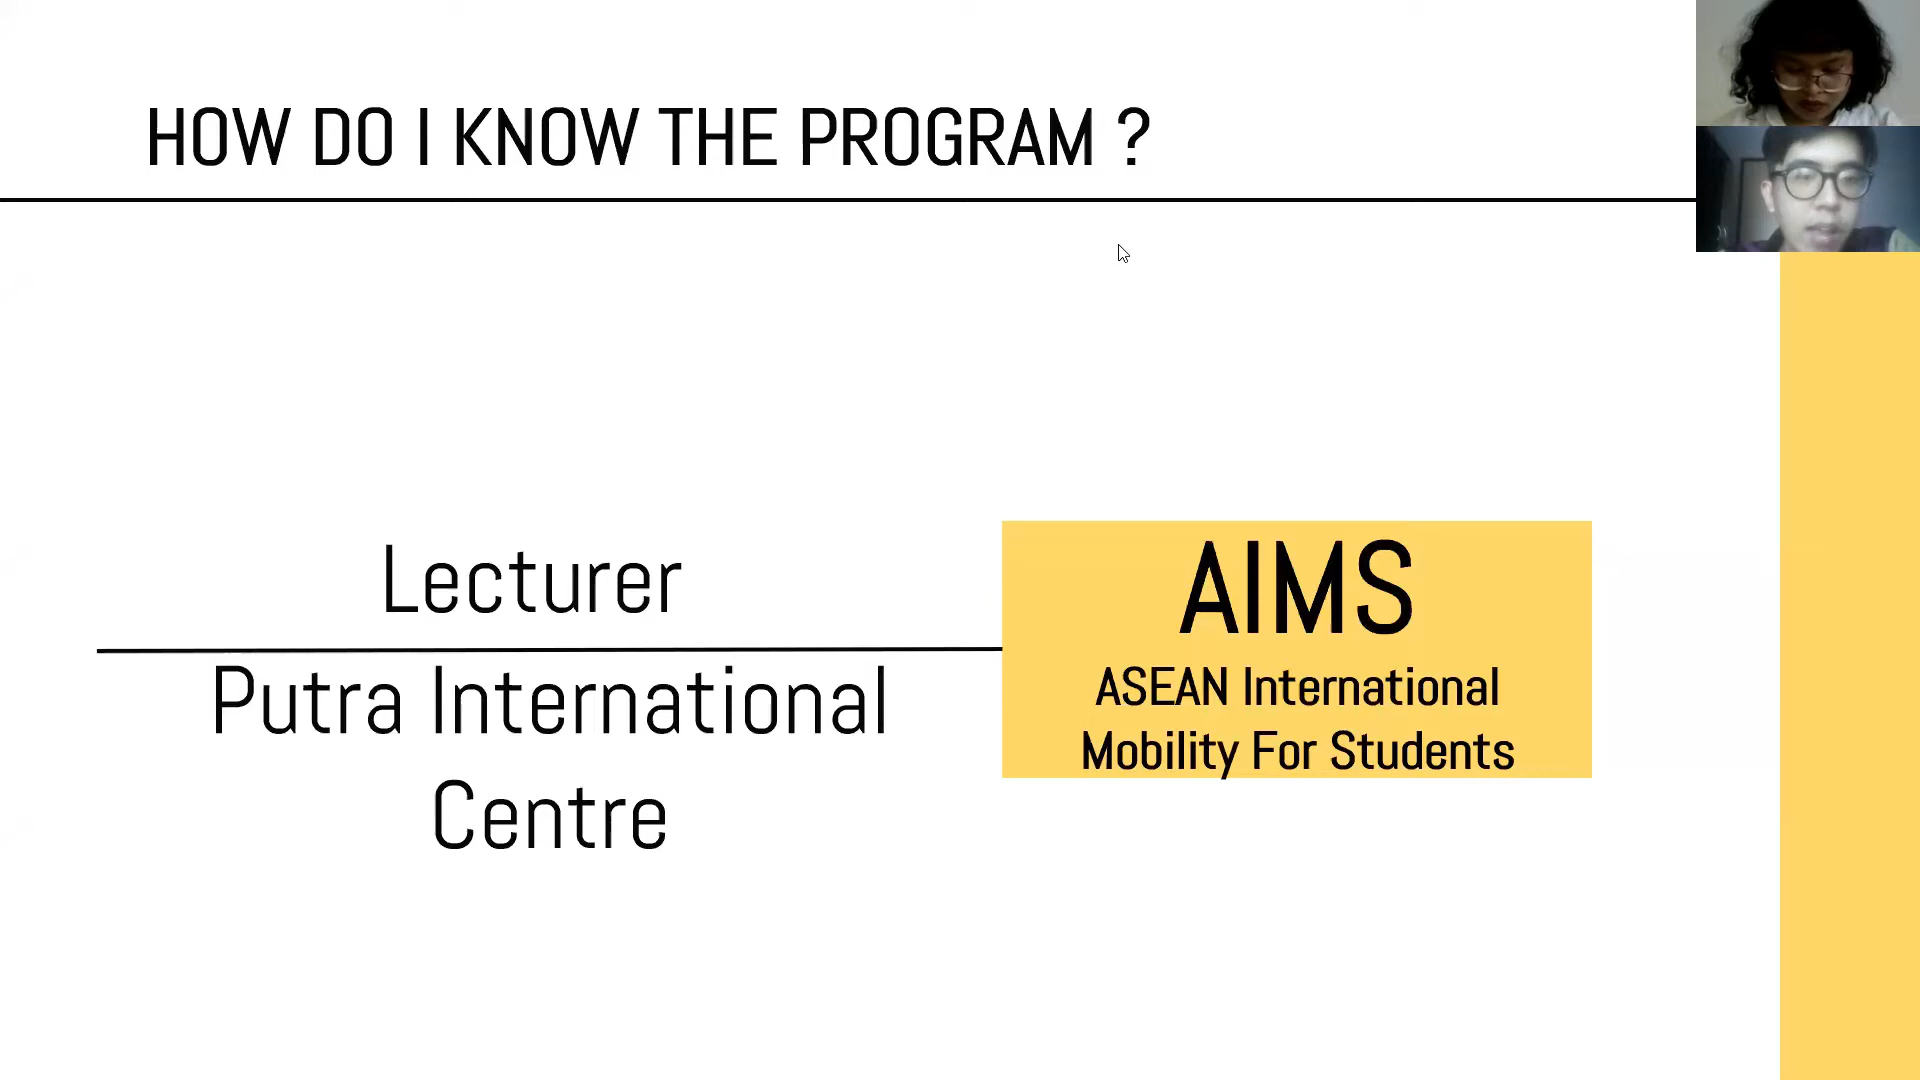 HOW DO I KNOW THE PROGRAM ?
Lecturer
Putra International
Centre
AIMS
ASEAN International
Mobility For Students